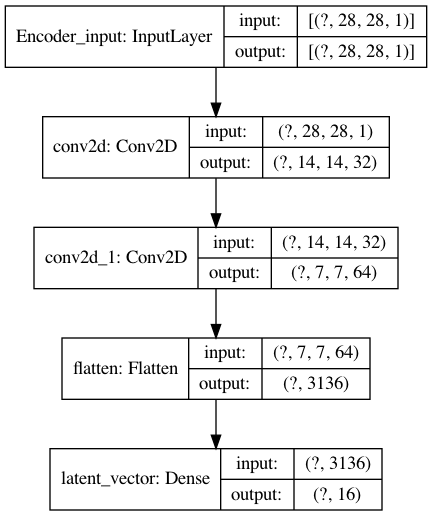 Encoder_input: InputLayer
input: [(?, 28, 28, 1)]
output: [(?, 28, 28, 1)]
conv2d: Conv2D
input: (?, 28, 28, 1)
output: (?, 14, 14, 32)
conv2d_1: Conv2D
input: (?, 14, 14, 32)
output: (?, 7, 7, 64)
flatten: Flatten
input: (?, 7, 7, 64)
output: (?, 3136)
latent_vector: Dense
input: (?, 3136)
output: (?, 16)